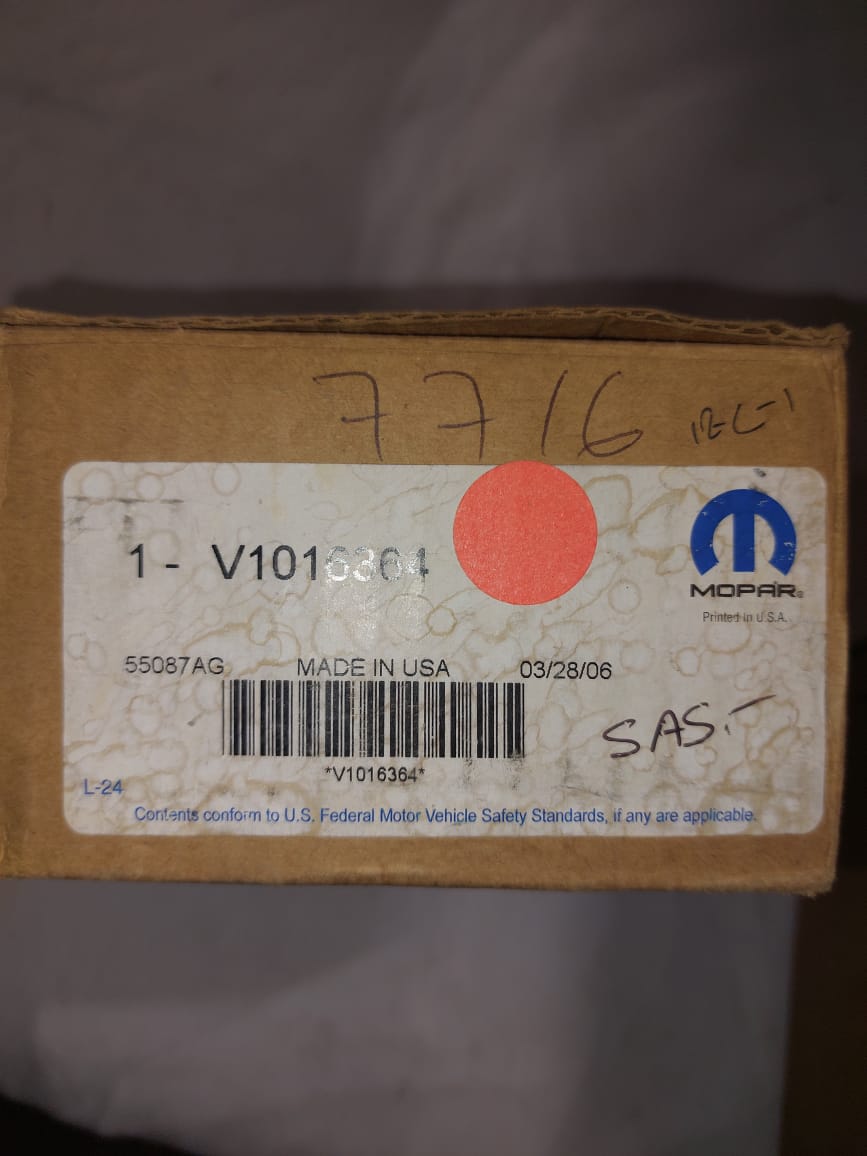 7716
1 - V1016364
MOPAR®
Printed in U.S.A.
55087AG MADE IN USA 03/28/06
SAS.-
*V1016364*
L-24
Contents conform to U.S. Federal Motor Vehicle Safety Standards, if any are applicable.